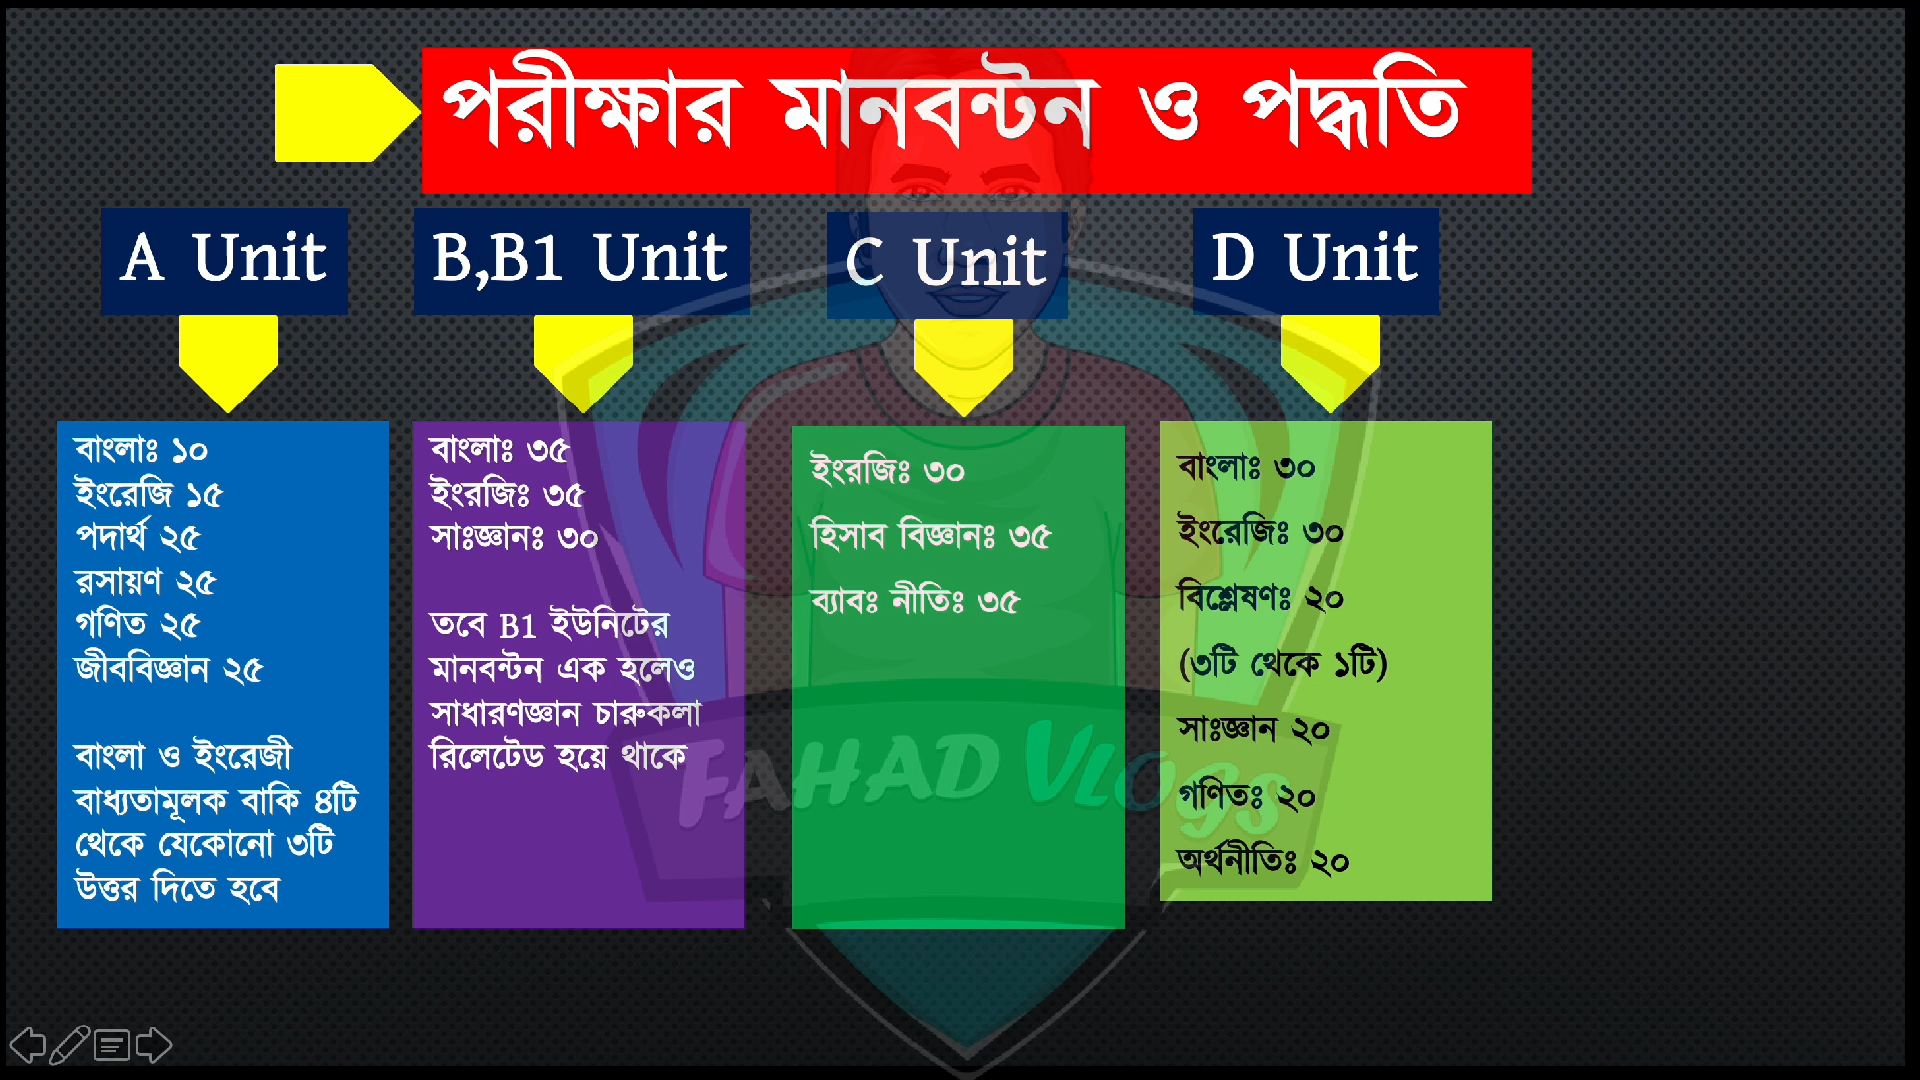 পরীক্ষার মানবন্টন ও পদ্ধতি
A Unit
বাংলাঃ ১০
ইংরেজি ১৫
পদার্থ ২৫
রসায়ণ ২৫
গণিত ২৫
জীববিজ্ঞান ২৫
বাংলা ও ইংরেজী
বাধ্যতামূলক বাকি ৪টি
থেকে যেকোনো ৩টি
উত্তর দিতে হবে
B,B1 Unit
বাংলাঃ ৩৫
ইংরজিঃ ৩৫
সাঃজ্ঞানঃ ৩০
তবে B1 ইউনিটের
মানবন্টন এক হলেও
সাধারণজ্ঞান চারুকলা
রিলেটেড হয়ে থাকে
C Unit
ইংরজিঃ ৩০
হিসাব বিজ্ঞানঃ ৩৫
ব্যাবঃ নীতিঃ ৩৫
D Unit
বাংলাঃ ৩০
ইংরেজিঃ ৩০
বিশ্লেষণঃ ২০
(৩টি থেকে ১টি)
সাঃজ্ঞান ২০
গণিতঃ ২০
অর্থনীতিঃ ২০
FAHAD VLOGS